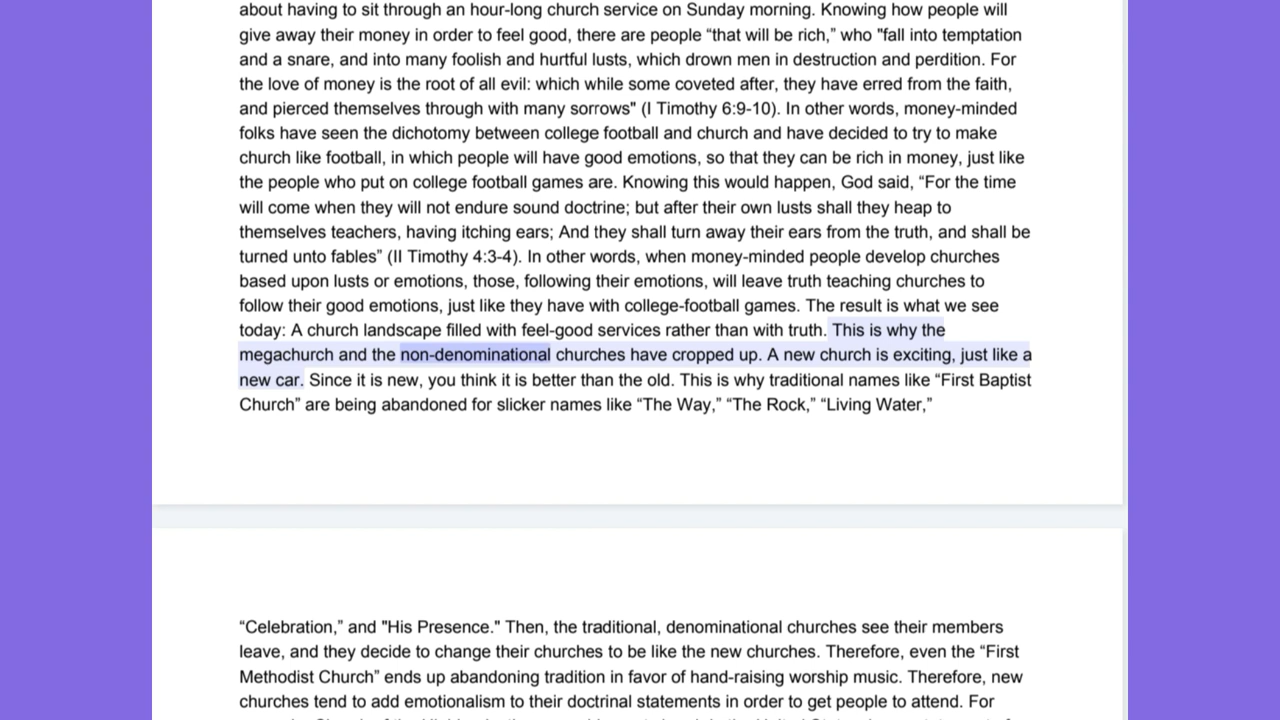 about having to sit through an hour-long church service on Sunday morning. Knowing how people will
give away their money in order to feel good, there are people “that will be rich,” who "fall into temptation
and a snare, and into many foolish and hurtful lusts, which drown men in destruction and perdition. For
the love of money is the root of all evil: which while some coveted after, they have erred from the faith,
and pierced themselves through with many sorrows" (I Timothy 6:9-10). In other words, money-minded
folks have seen the dichotomy between college football and church and have decided to try to make
church like football, in which people will have good emotions, so that they can be rich in money, just like
the people who put on college football games are. Knowing this would happen, God said, “For the time
will come when they will not endure sound doctrine; but after their own lusts shall they heap to
themselves teachers, having itching ears; And they shall turn away their ears from the truth, and shall be
turned unto fables” (II Timothy 4:3-4). In other words, when money-minded people develop churches
based upon lusts or emotions, those, following their emotions, will leave truth teaching churches to
follow their good emotions, just like they have with college-football games. The result is what we see
today: A church landscape filled with feel-good services rather than with truth. This is why the
megachurch and the non-denominational churches have cropped up. A new church is exciting, just like a
new car. Since it is new, you think it is better than the old. This is why traditional names like “First Baptist
Church” are being abandoned for slicker names like “The Way,” “The Rock,” “Living Water,”
“Celebration,” and "His Presence." Then, the traditional, denominational churches see their members
leave, and they decide to change their churches to be like the new churches. Therefore, even the “First
Methodist Church” ends up abandoning tradition in favor of hand-raising worship music. Therefore, new
churches tend to add emotionalism to their doctrinal statements in order to get people to attend. For